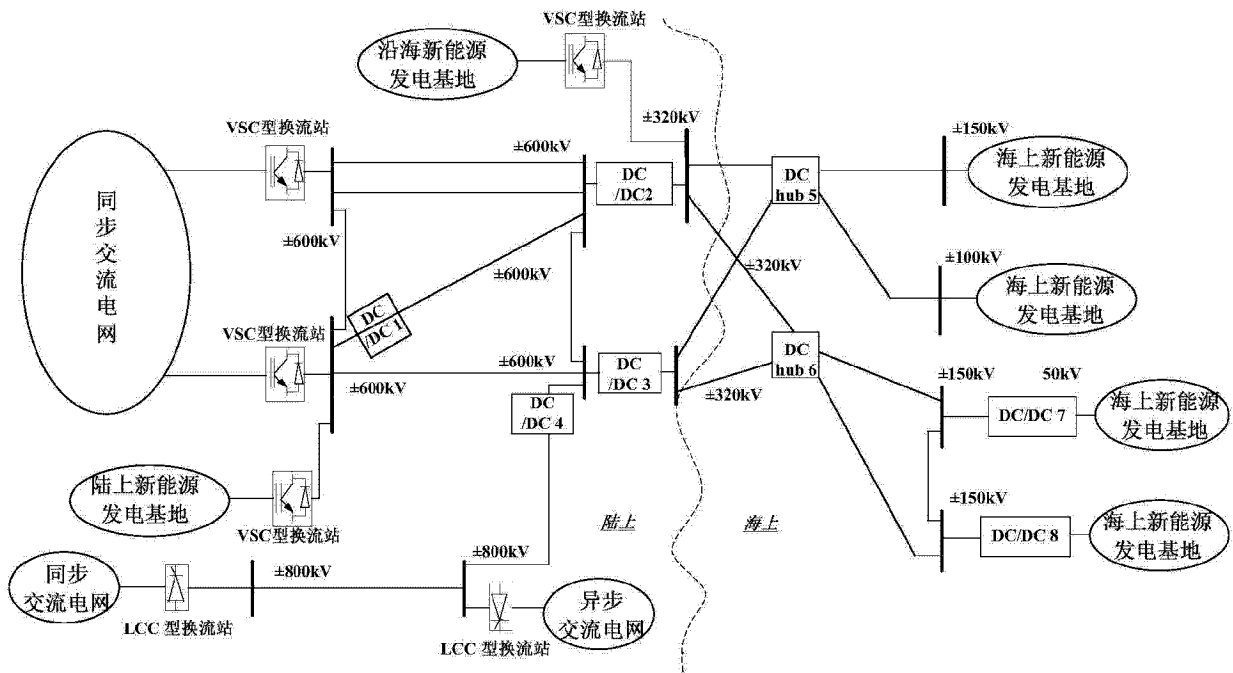 VSC型换流站
沿海新能源
发电基地
±320kV
±150kV
VSC型换流站
±600kV
海上新能源
发电基地
DC
/DC2
DC
hub 5
同步交流电网
±600kV
±600kV
±320kV
±100kV
海上新能源
发电基地
DC
/DC 1
VSC型换流站
±600kV
DC
/DC 3
DC
hub 6
±600kV
±320kV
±150kV
50kV
DC
/DC 4
DC/DC 7
海上新能源
发电基地
陆上新能源
发电基地
VSC型换流站
陆上
海上
±150kV
DC/DC 8
海上新能源
发电基地
±800kV
同步
交流电网
±800kV
LCC 型换流站
异步
交流电网
LCC 型换流站